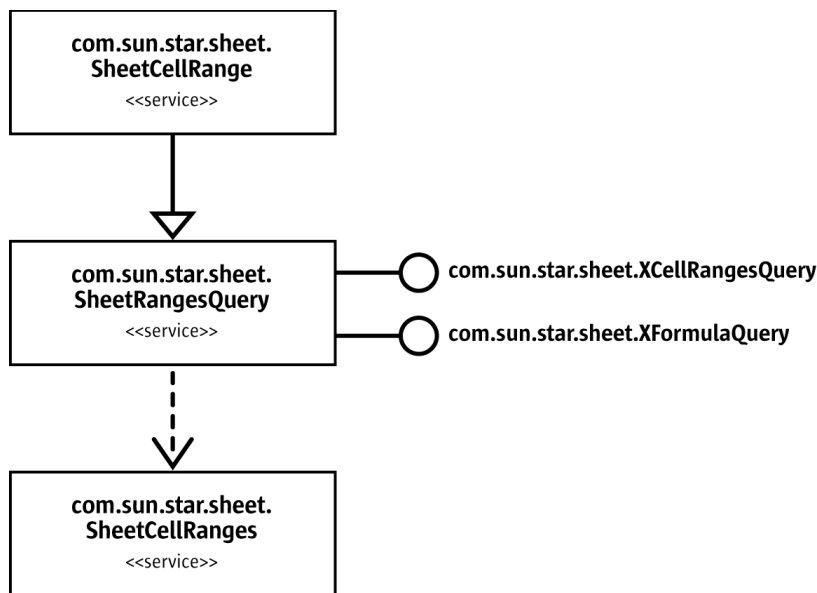 com.sun.star.sheet.
SheetCellRange
<<service>>
com.sun.star.sheet.
SheetRangesQuery
<<service>>
com.sun.star.sheet.XCellRangesQuery
com.sun.star.sheet.XFormulaQuery
com.sun.star.sheet.
SheetCellRanges
<<service>>